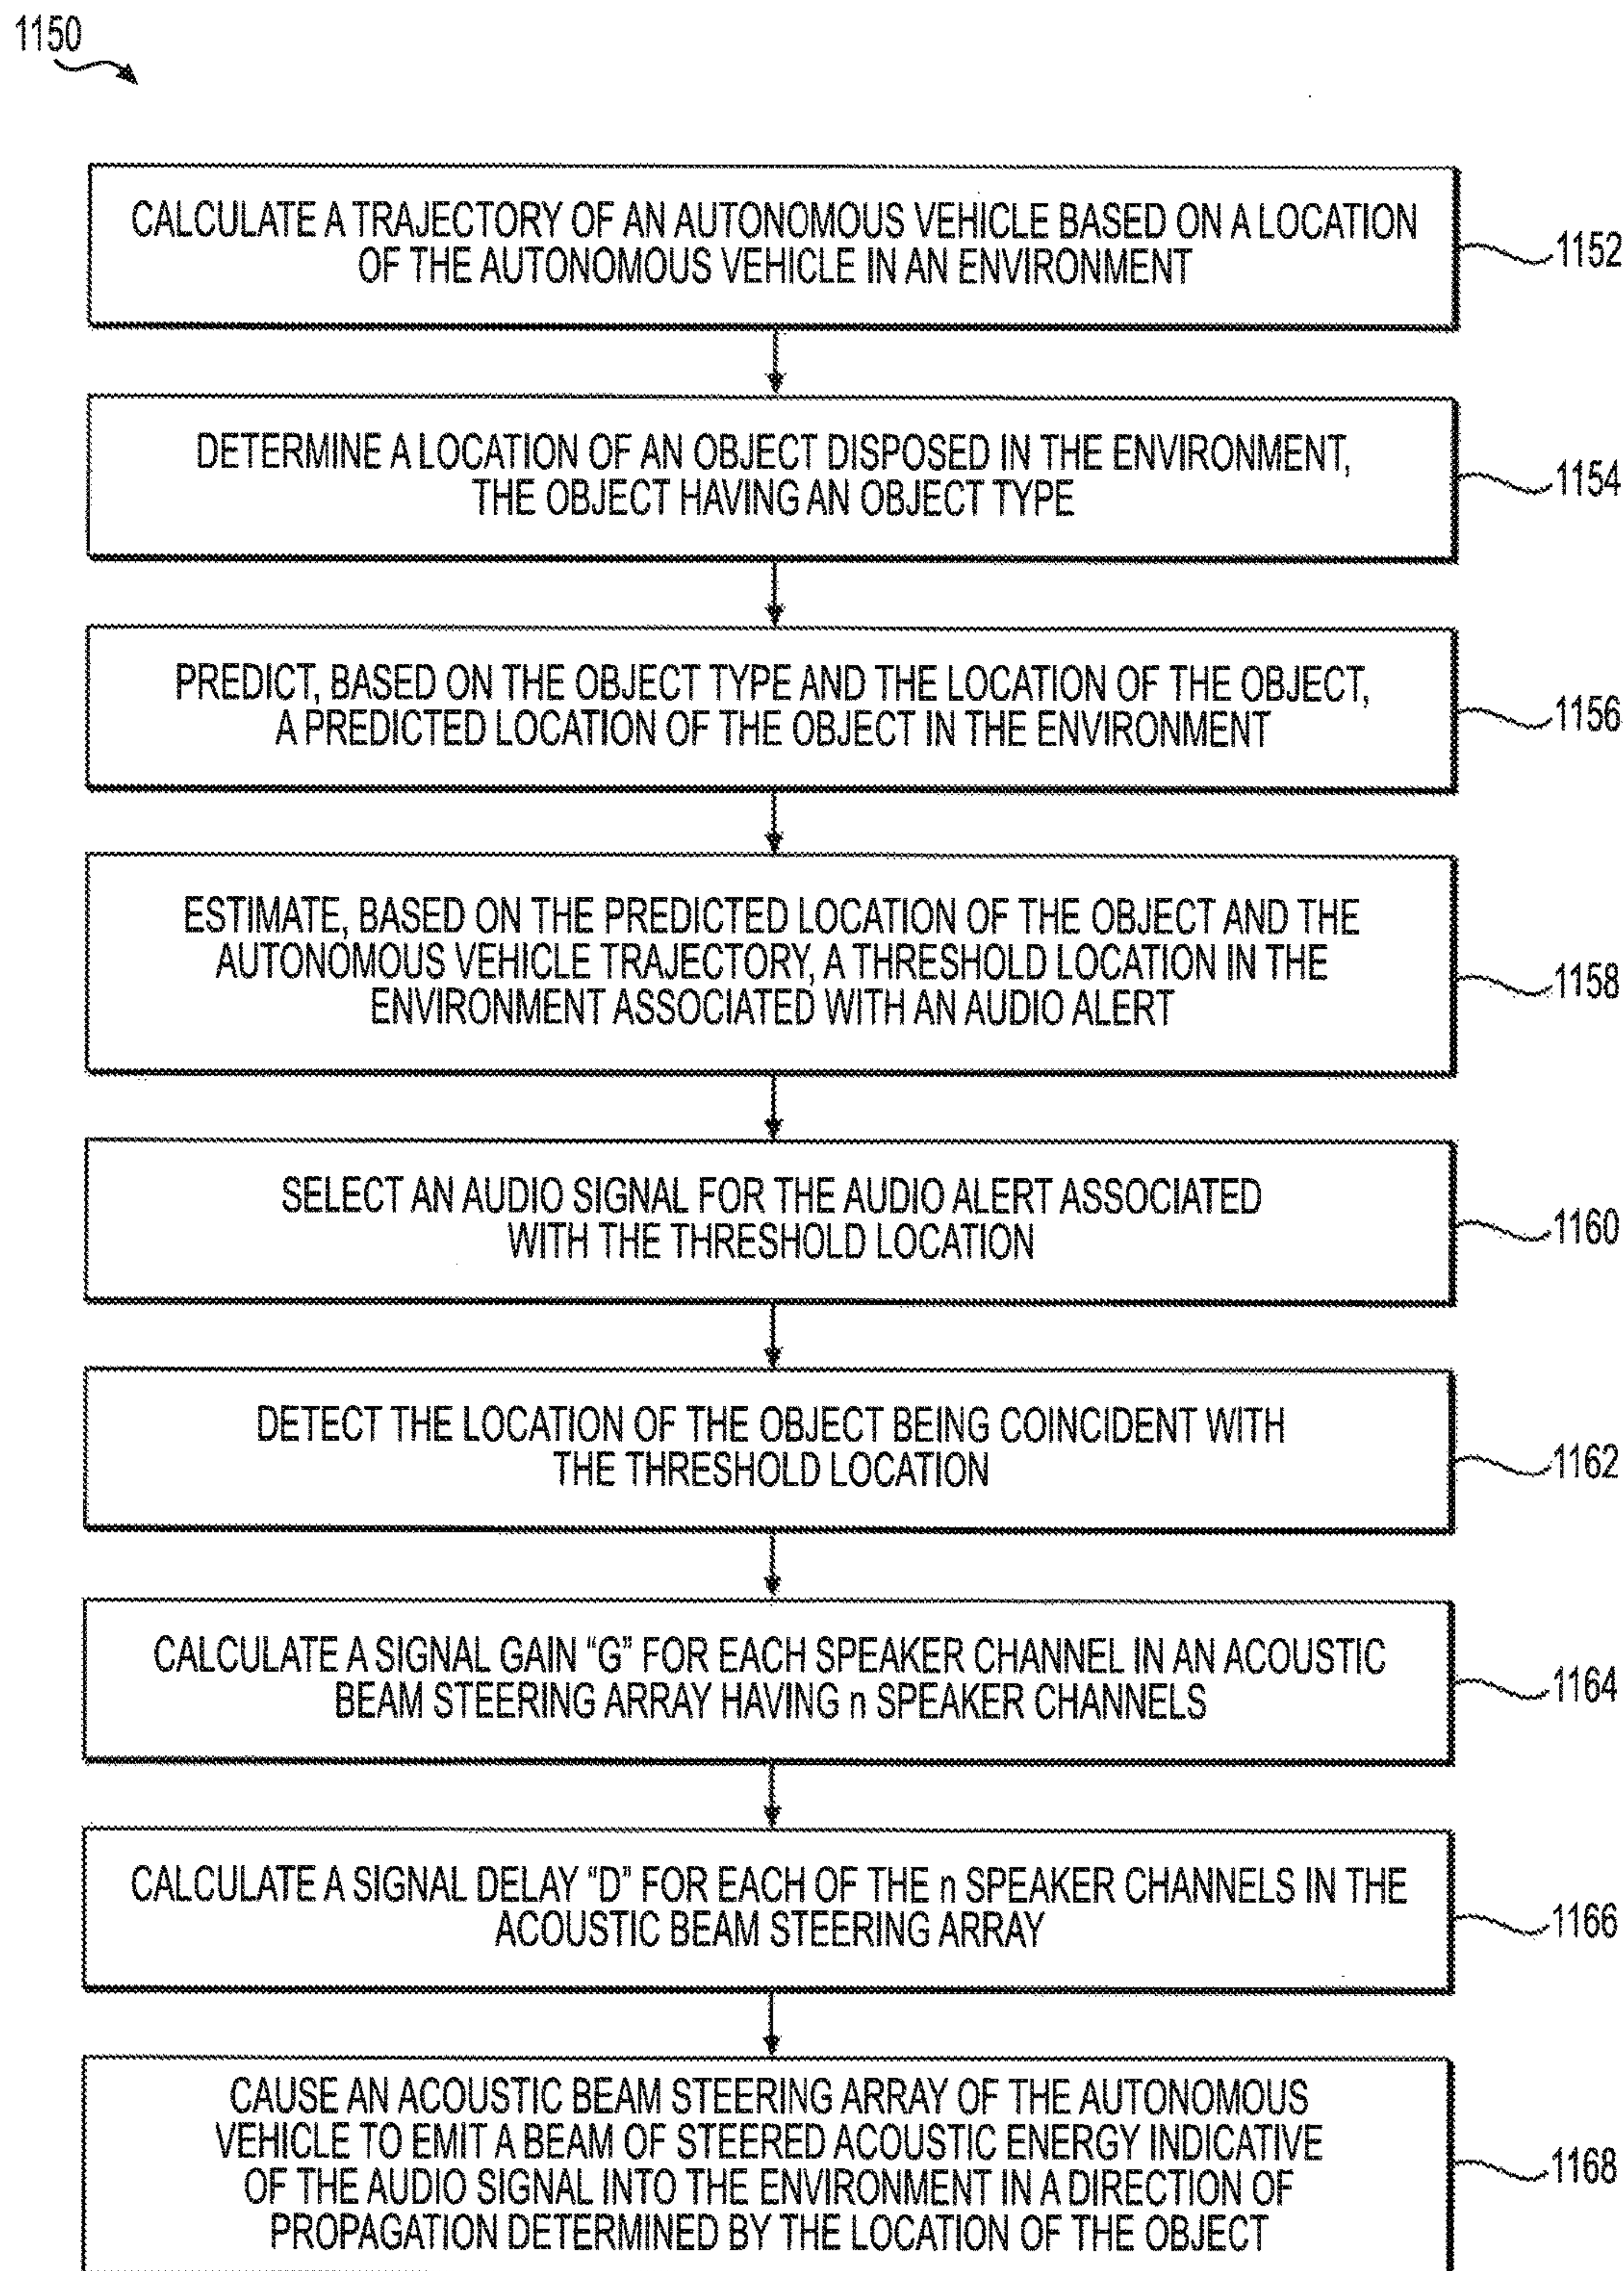 1150
CALCULATE A TRAJECTORY OF AN AUTONOMOUS VEHICLE BASED ON A LOCATION
OF THE AUTONOMOUS VEHICLE IN AN ENVIRONMENT
1152
DETERMINE A LOCATION OF AN OBJECT DISPOSED IN THE ENVIRONMENT,
THE OBJECT HAVING AN OBJECT TYPE
1154
PREDICT, BASED ON THE OBJECT TYPE AND THE LOCATION OF THE OBJECT,
A PREDICTED LOCATION OF THE OBJECT IN THE ENVIRONMENT
1156
ESTIMATE, BASED ON THE PREDICTED LOCATION OF THE OBJECT AND THE
AUTONOMOUS VEHICLE TRAJECTORY, A THRESHOLD LOCATION IN THE
ENVIRONMENT ASSOCIATED WITH AN AUDIO ALERT
1158
SELECT AN AUDIO SIGNAL FOR THE AUDIO ALERT ASSOCIATED
WITH THE THRESHOLD LOCATION
1160
DETECT THE LOCATION OF THE OBJECT BEING COINCIDENT WITH
THE THRESHOLD LOCATION
1162
CALCULATE A SIGNAL GAIN “G” FOR EACH SPEAKER CHANNEL IN AN ACOUSTIC
BEAM STEERING ARRAY HAVING n SPEAKER CHANNELS
1164
CALCULATE A SIGNAL DELAY “D” FOR EACH OF THE n SPEAKER CHANNELS IN THE
ACOUSTIC BEAM STEERING ARRAY
1166
CAUSE AN ACOUSTIC BEAM STEERING ARRAY OF THE AUTONOMOUS
VEHICLE TO EMIT A BEAM OF STEERED ACOUSTIC ENERGY INDICATIVE
OF THE AUDIO SIGNAL INTO THE ENVIRONMENT IN A DIRECTION OF
PROPAGATION DETERMINED BY THE LOCATION OF THE OBJECT
1168